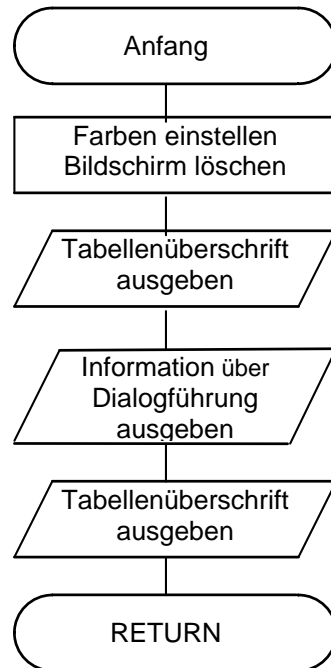 Anfang
Farben einstellen
Bildschirm löschen
Tabellenüberschrift
ausgeben
Information über
Dialogführung
ausgeben
Tabellenüberschrift
ausgeben
RETURN